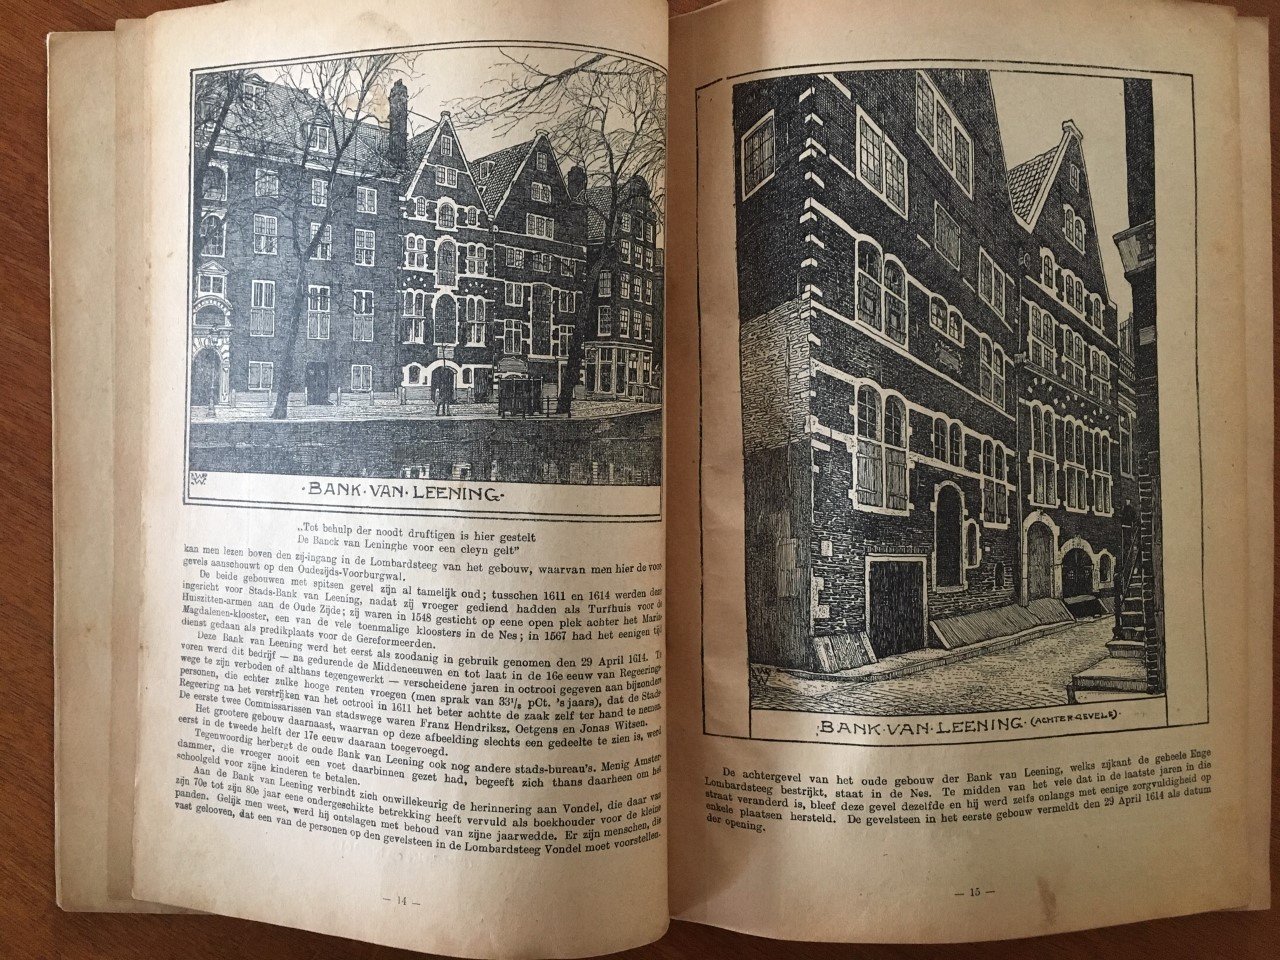 ·BANK·VAN·LEENING·
„Tot behulp der noodt druftigen is hier gestelt
De Banck van Leninghe voor een cleyn gelt”
kan men lezen boven den zij-ingang in de Lombardsteeg van het gebouw, waarvan men hier de voor-
gevels aanschouwt op den Oudezijds-Voorburgwal.
De beide gebouwen met spitsen gevel zijn al tamelijk oud; tusschen 1611 en 1614 werden deze
ingericht voor Stads-Bank van Leening, nadat zij vroeger gediend hadden als Turfhuis voor de
Huiszitten-armen aan de Oude Zijde; zij waren in 1548 gesticht op eene open plek achter het Maria-
Magdalenen-klooster, een van de vele toenmalige kloosters in de Nes; in 1567 had het eenigen tijd
dienst gedaan als predikplaats voor de Gereformeerden.
Deze Bank van Leening werd het eerst als zoodanig in gebruik genomen den 29 April 1614. Te
voren werd dit bedrijf — na gedurende de Middeneeuwen en tot laat in de 16e eeuw van Regeerings-
wege te zijn verboden of althans tegengewerkt — verscheidene jaren in octrooi gegeven aan bijzondere
personen, die echter zulke hooge renten vroegen (men sprak van 33¹/₃ pCt. 'sjaars), dat de Stads-
Regeering na het verstrijken van het octrooi in 1611 het beter achtte de zaak zelf ter hand te nemen.
De eerste twee Commissarissen van stadswege waren Franz Hendriksz, Oetgens en Jonas Witsen.
Het grootere gebouw daarnaast, waarvan op deze afbeelding slechts een gedeelte te zien is, werd
eerst in de tweede helft der 17e eeuw daaraan toegevoegd.
Tegenwoordig herbergt de oude Bank van Leening ook nog andere stads-bureau's. Menig Amster-
dammer, die vroeger nooit een voet daarbinnen gezet had, begeeft zich thans daarheen om het
schoolgeld voor zijne kinderen te betalen.
Aan de Bank van Leening verbindt zich onwillekeurig de herinnering aan Vondel, die daar van
zijn 70e tot zijn 80e jaar eene ondergeschikte betrekking heeft vervuld als boekhouder voor de kleine
panden. Gelijk men weet, werd hij ontslagen met behoud van zijne jaarwedde. Er zijn menschen, die
vast gelooven, dat een van de personen op den gevelsteen in de Lombardsteeg Vondel moet voorstellen.
— 14 —
BANK·VAN·LEENING· (ACHTER-GEVELS)·
De achtergevel van het oude gebouw der Bank van Leening, welks zijkant de geheele Enge
Lombardsteeg bestrijkt, staat in de Nes. Te midden van het vele dat in de laatste jaren in die
straat veranderd is, bleef deze gevel dezelfde en hij werd zelfs onlangs met eenige zorgvuldigheid op
enkele plaatsen hersteld. De gevelsteen in het eerste gebouw vermeldt den 29 April 1614 als datum
der opening.
— 15 —